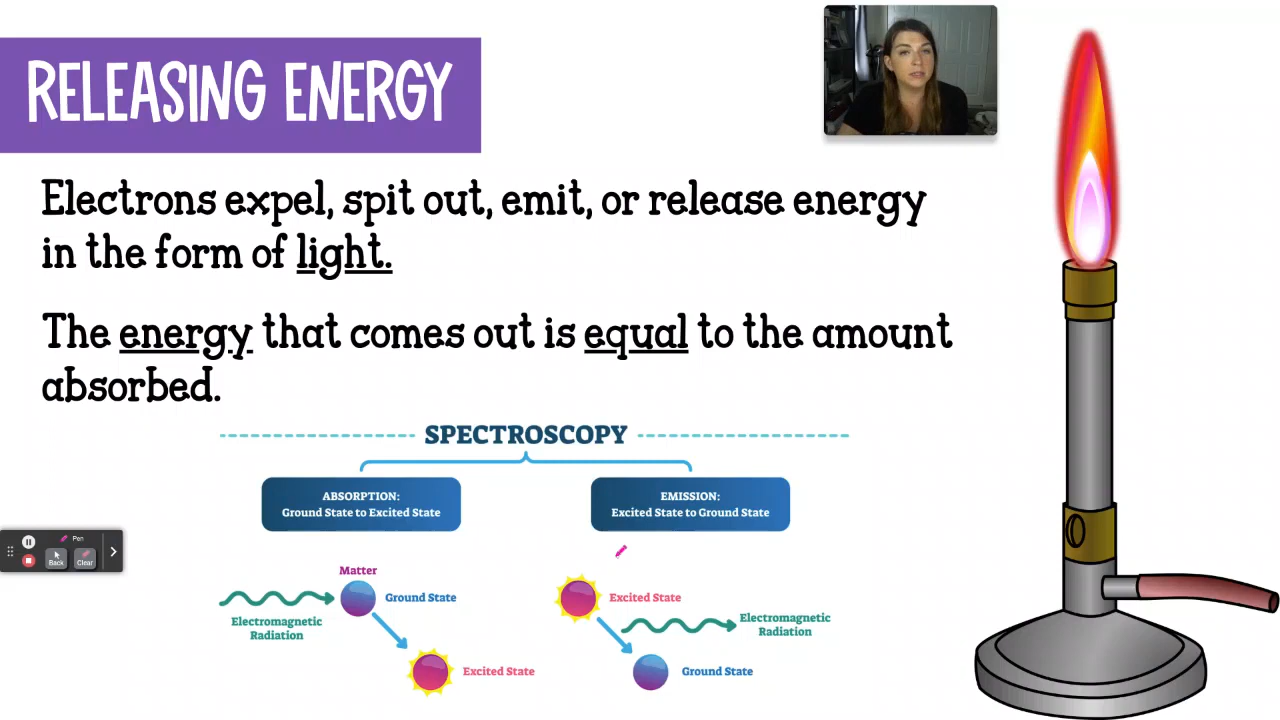 RELEASING ENERGY
Electrons expel, spit out, emit, or release energy
in the form of light.
The energy that comes out is equal to the amount
absorbed.
SPECTROSCOPY
ABSORPTION:
Ground State to Excited State
EMISSION:
Excited State to Ground State
Pen
Back
Clear
Matter
Ground State
Electromagnetic
Radiation
Excited State
Excited State
Electromagnetic
Radiation
Ground State